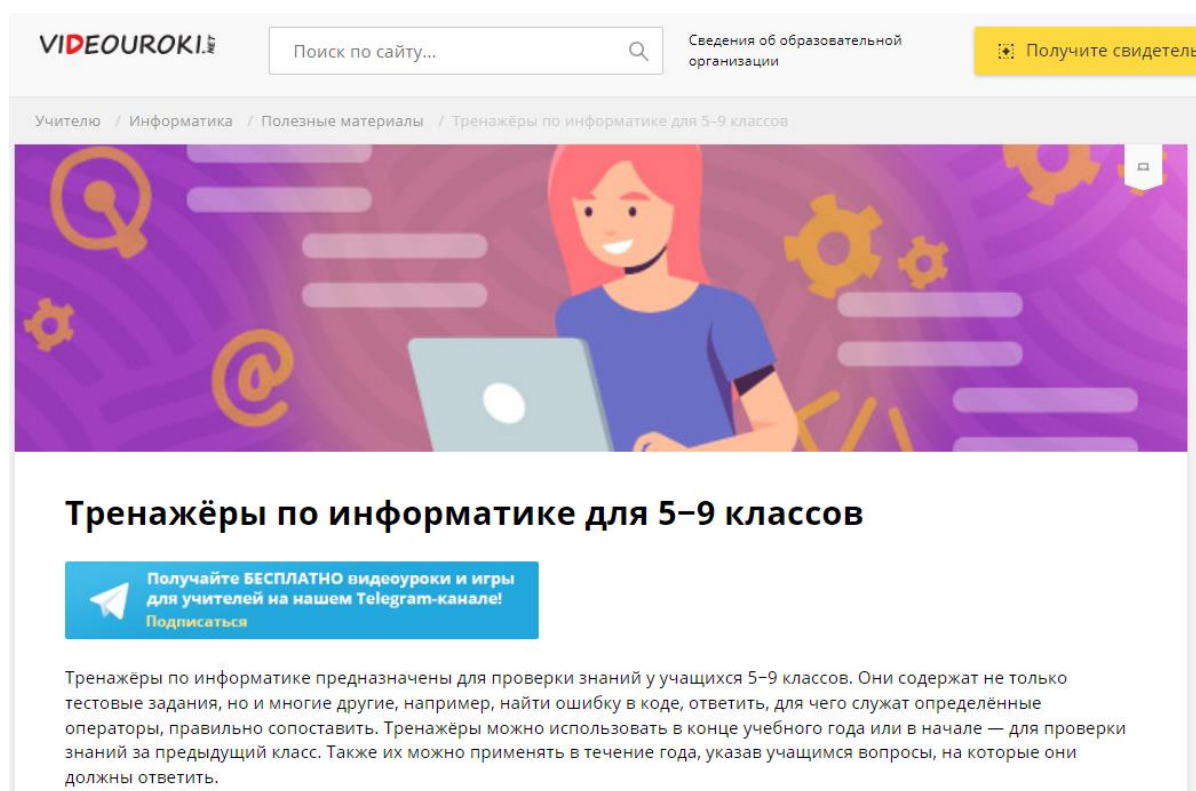 VIDEOUROKI.NET
Поиск по сайту...
Сведения об образовательной
организации
Получите свидетель
Учителю / Информатика / Полезные материалы / Тренажёры по информатике для 5-9 классов
@
</>
Тренажёры по информатике для 5−9 классов
Получайте БЕСПЛАТНО видеоуроки и игры
для учителей на нашем Telegram-канале!
Подписаться
Тренажёры по информатике предназначены для проверки знаний у учащихся 5−9 классов. Они содержат не только
тестовые задания, но и многие другие, например, найти ошибку в коде, ответить, для чего служат определённые
операторы, правильно сопоставить. Тренажёры можно использовать в конце учебного года или в начале — для проверки
знаний за предыдущий класс. Также их можно применять в течение года, указав учащимся вопросы, на которые они
должны ответить.